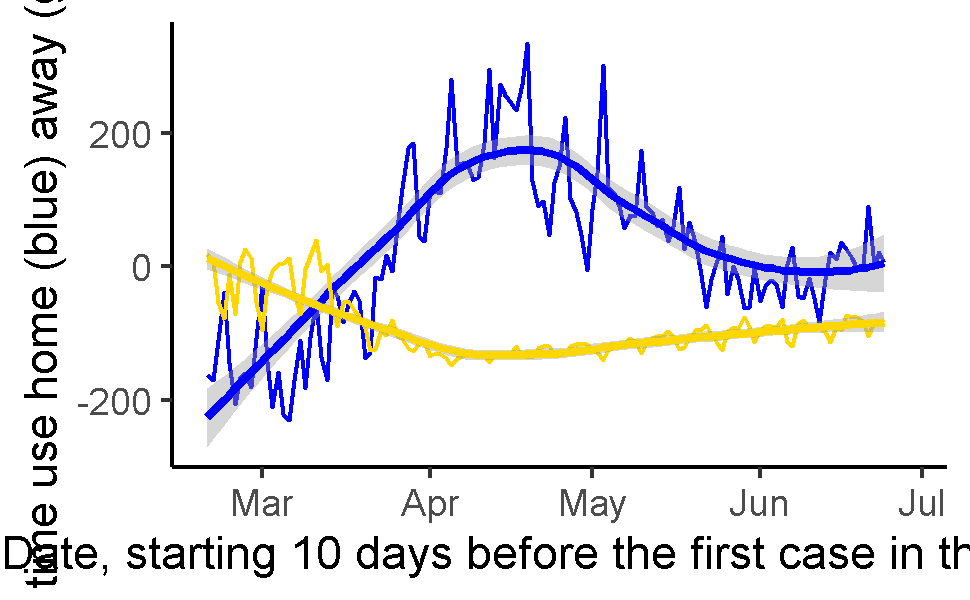 time use home (blue) away (
200
0
-200
Mar Apr May Jun Jul
Date, starting 10 days before the first case in th